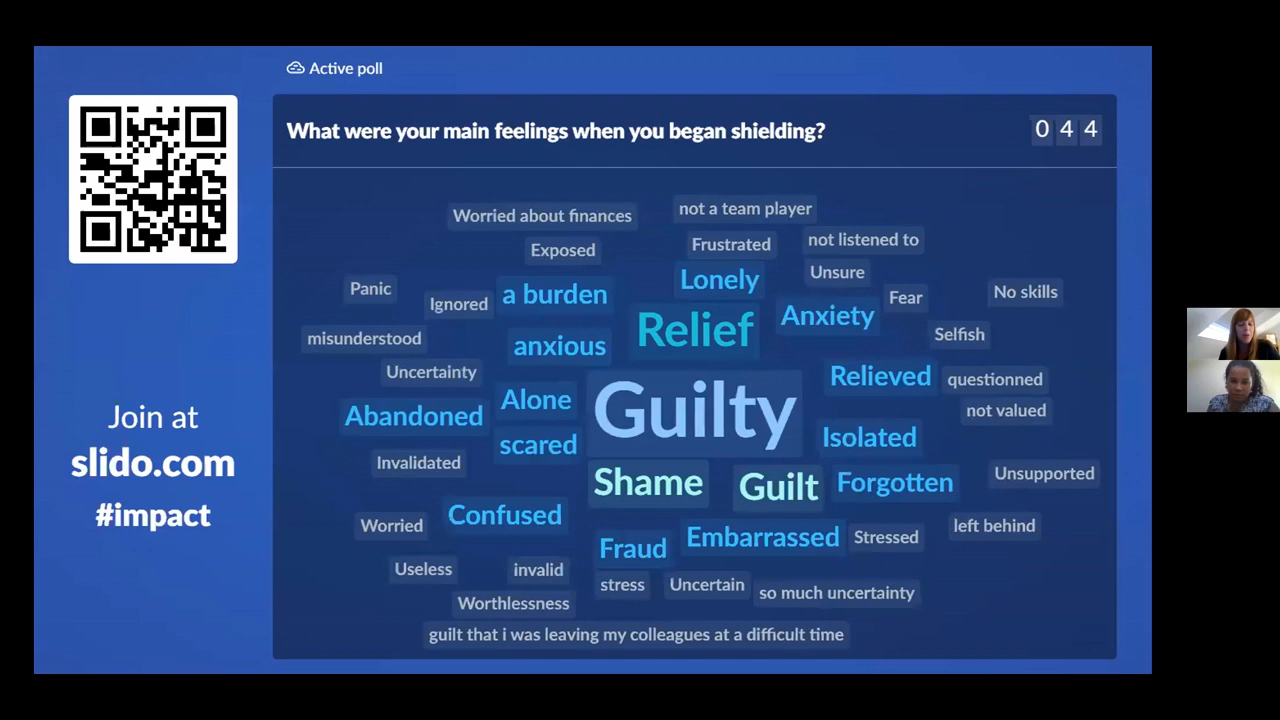 Active poll
What were your main feelings when you began shielding?
044
Join at
slido.com
#impact
Worried about finances
not a team player
Exposed
Frustrated
not listened to
Panic
Ignored
a burden
Lonely
Unsure
Fear
No skills
misunderstood
anxious
Relief
Anxiety
Selfish
Uncertainty
Relieved
questionned
Abandoned
Alone
Guilty
not valued
scared
Isolated
Invalidated
Shame
Guilt
Forgotten
Unsupported
Worried
Confused
Fraud
Embarrassed
Stressed
left behind
Useless
invalid
stress
Uncertain
so much uncertainty
Worthlessness
guilt that i was leaving my colleagues at a difficult time